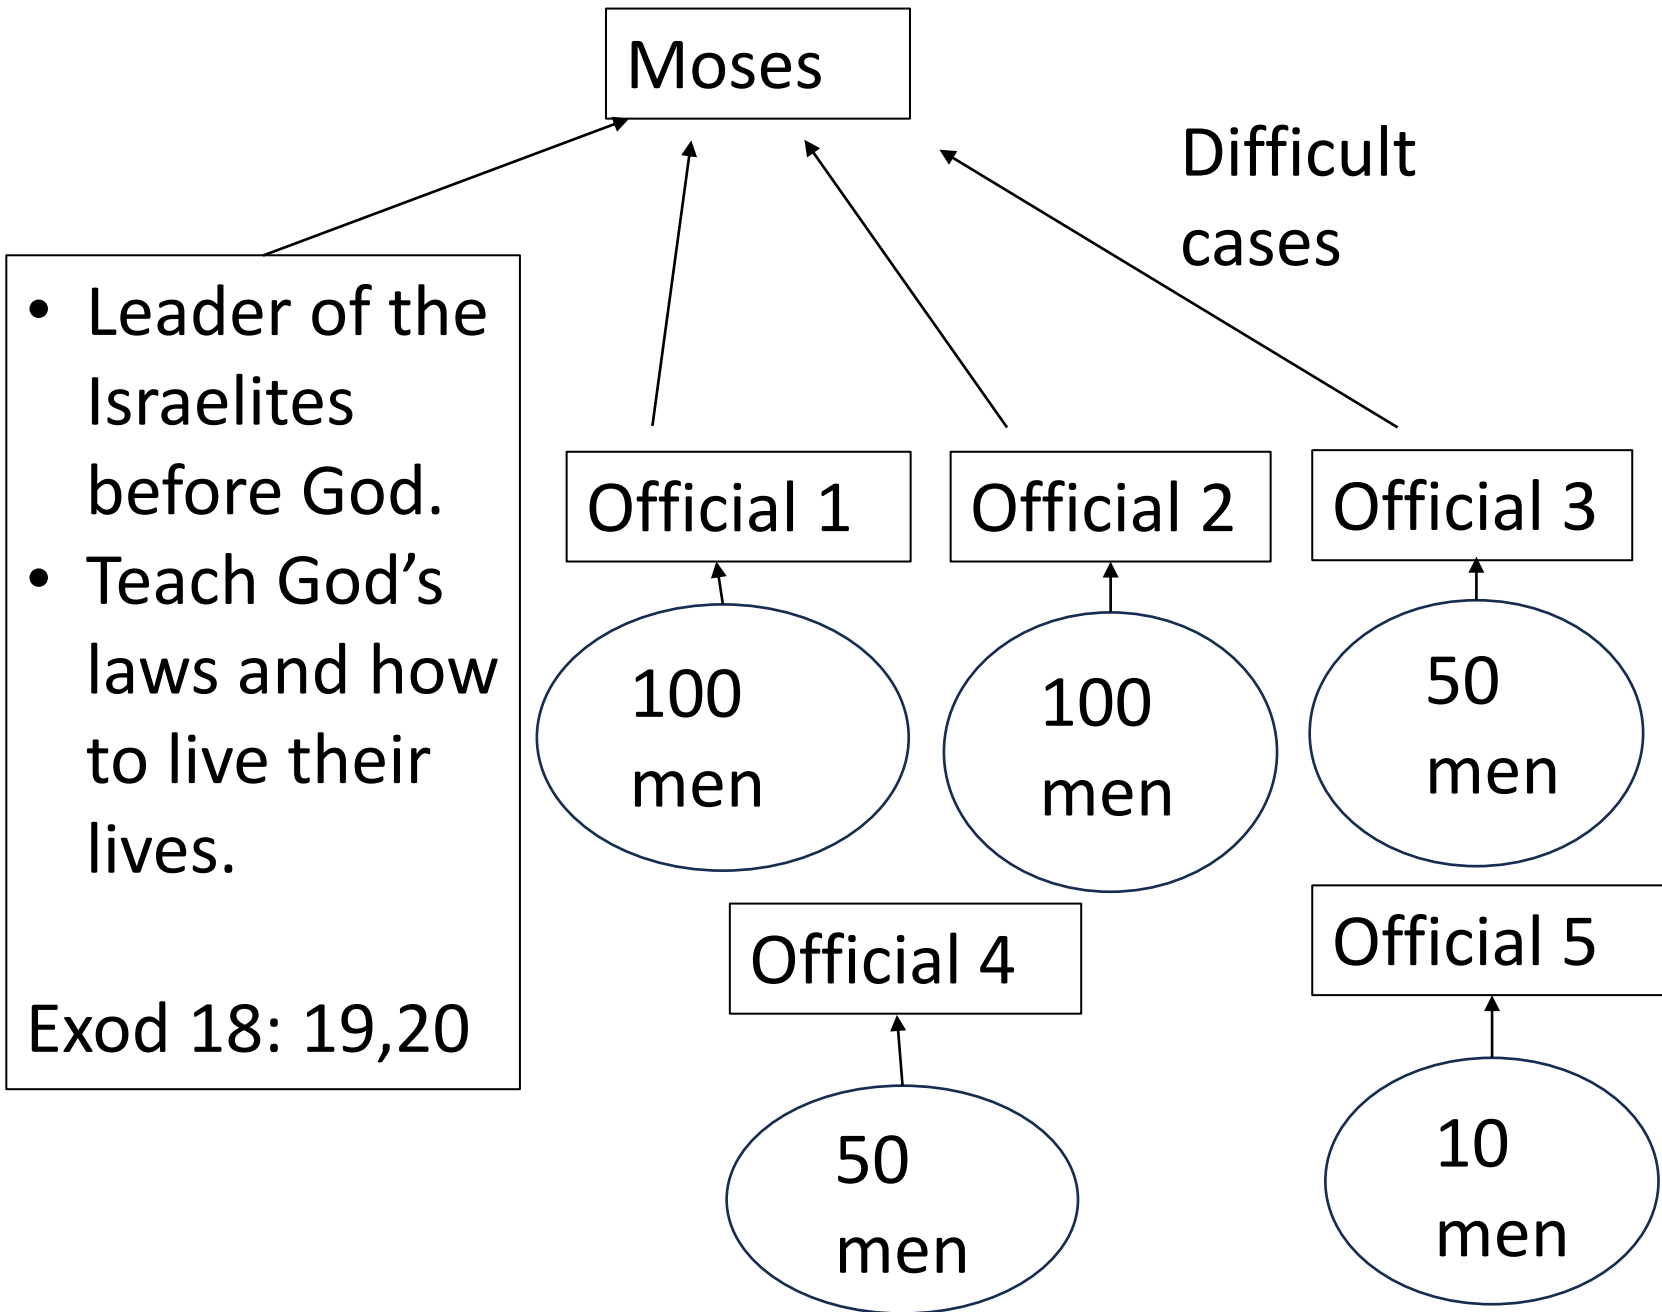 Moses
Difficult
cases
• Leader of the
Israelites
before God.
• Teach God’s
laws and how
to live their
lives.
Exod 18: 19,20
Official 1
Official 2
Official 3
100
men
100
men
50
men
Official 4
Official 5
50
men
10
men